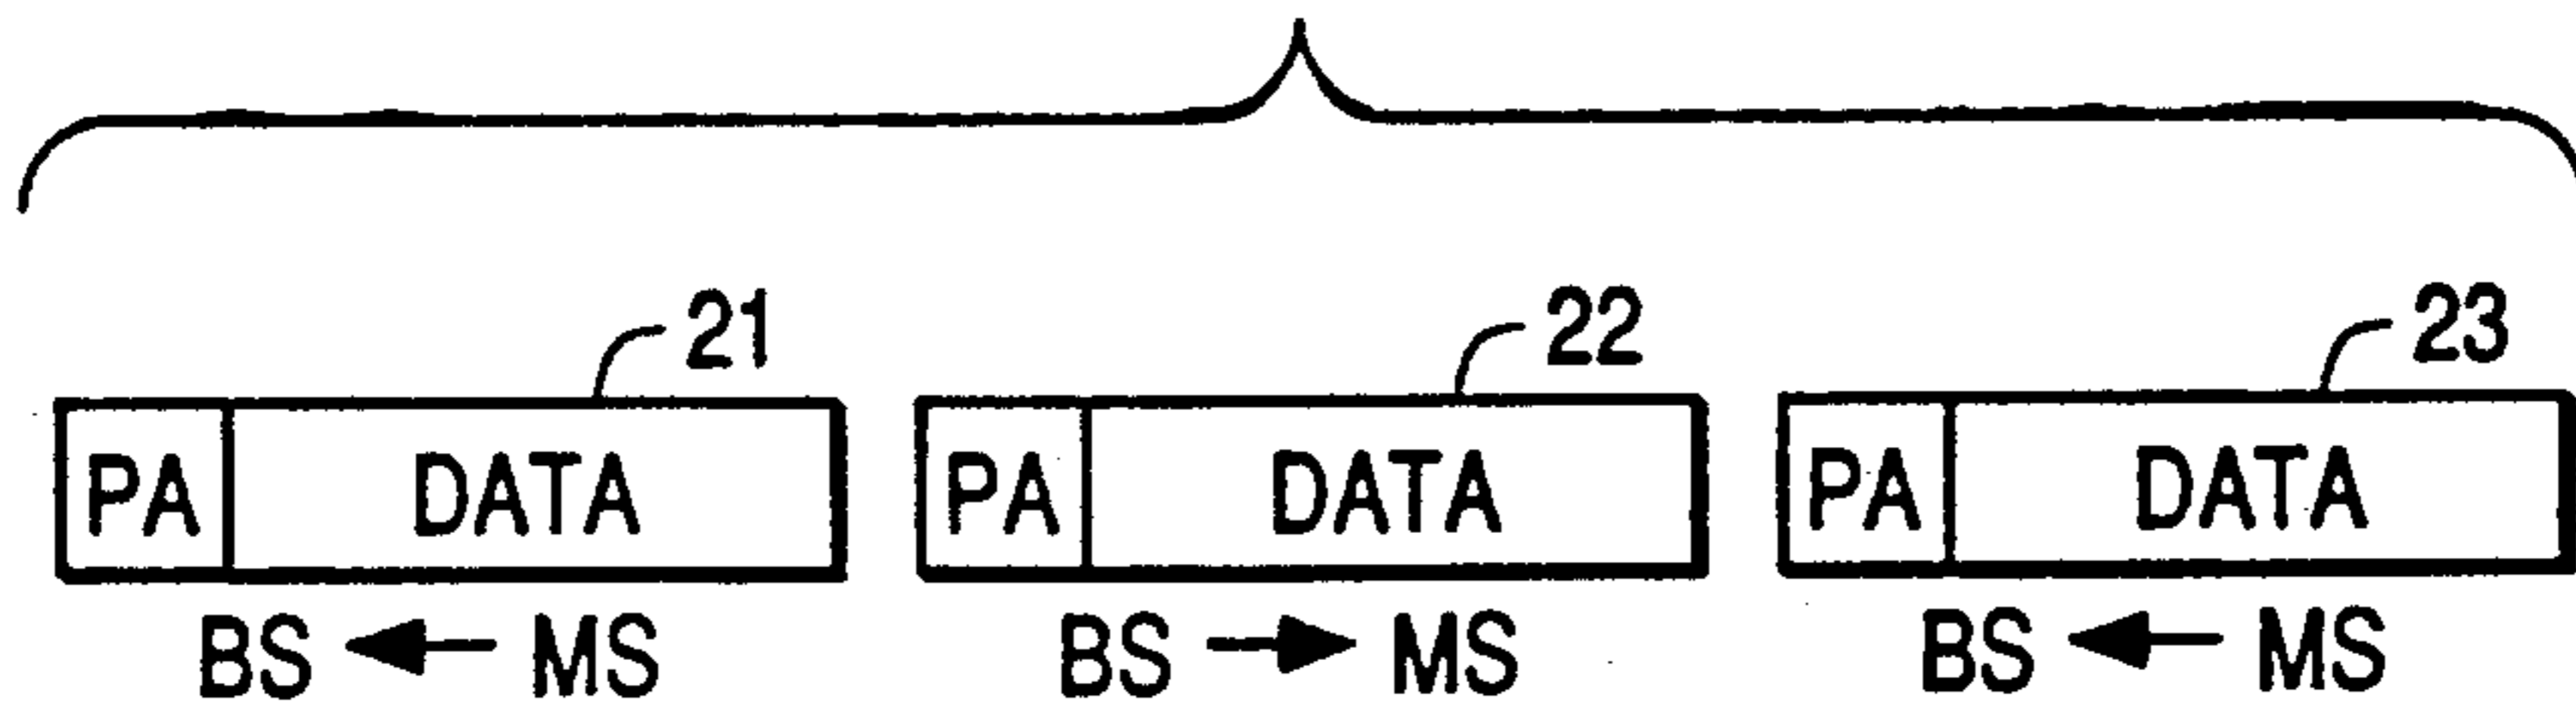 21 22 23
PA DATA PA DATA PA DATA
BS ← MS BS → MS BS ← MS